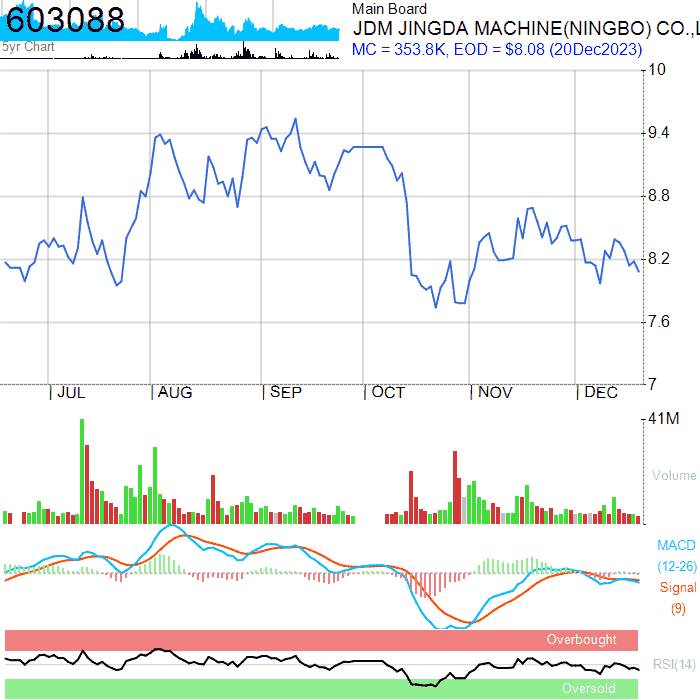 603088
5yr Chart
Main Board
JDM JINGDA MACHINE(NINGBO) CO.,L
MC = 353.8K, EOD = $8.08 (20Dec2023)
10
9.4
8.8
8.2
7.6
7
JUL AUG SEP OCT NOV DEC
41M
Volume
MACD
(12-26)
Signal
(9)
Overbought
RSI(14)
Oversold